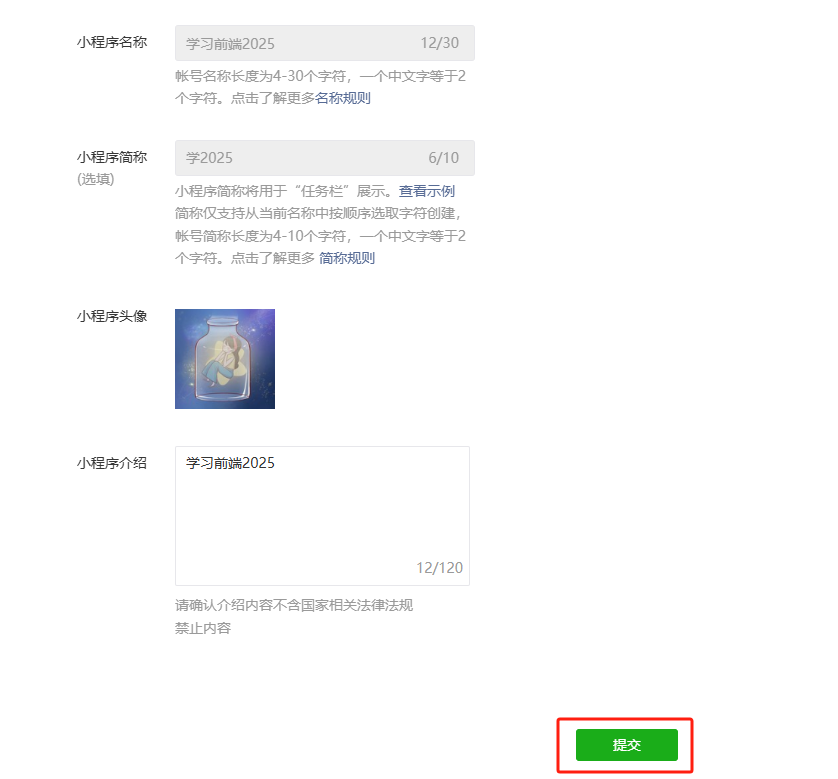 小程序名称
学习前端2025 12/30
帐号名称长度为4-30个字符，一个中文字等于2
个字符。点击了解更多名称规则
小程序简称
(选填)
学2025 6/10
小程序简称将用于“任务栏”展示。查看示例
简称仅支持从当前名称中按顺序选取字符创建，
帐号简称长度为4-10个字符，一个中文字等于2
个字符。点击了解更多 简称规则
小程序头像
小程序介绍
学习前端2025
12/120
请确认介绍内容不含国家相关法律法规
禁止内容
提交